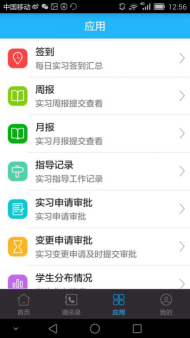 中国移动
12:56
应用
签到
每日实习签到汇总
周报
实习周报提交查看
月报
实习月报提交查看
指导记录
实习指导工作记录
实习申请审批
实习申请审批
变更申请审批
实习变更申请及时提交审批
学生分布情况
首页
通讯录
应用
我的